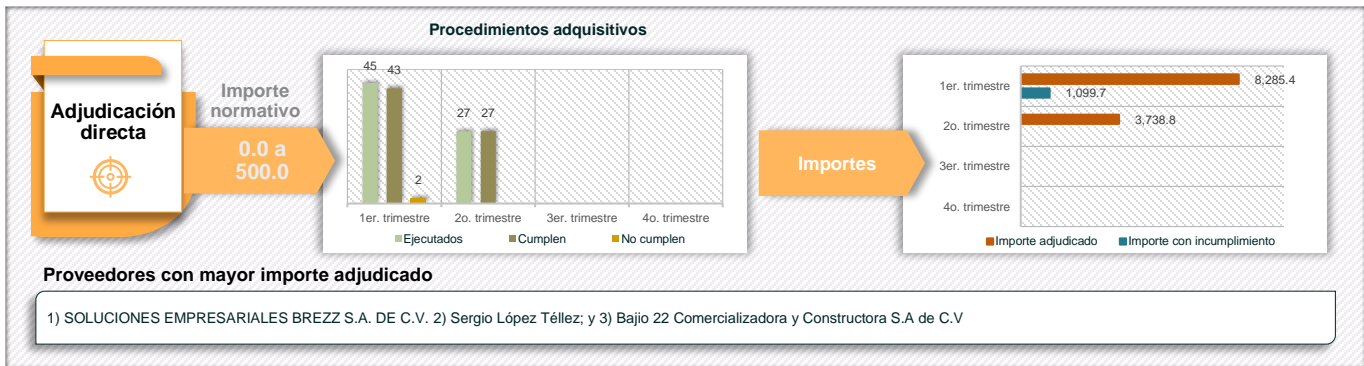 Procedimientos adquisitivos
Adjudicación
directa
Importe
normativo
0.0 a
500.0
45
43
2
27
27
1er. trimestre
2o. trimestre
3er. trimestre
4o. trimestre
Ejecutados
Cumplen
No cumplen
Importes
1er. trimestre
8,285.4
1,099.7
2o. trimestre
3,738.8
3er. trimestre
4o. trimestre
Importe adjudicado
Importe con incumplimiento
Proveedores con mayor importe adjudicado
1) SOLUCIONES EMPRESARIALES BREZZ S.A. DE C.V. 2) Sergio López Téllez; y 3) Bajio 22 Comercializadora y Constructora S.A de C.V